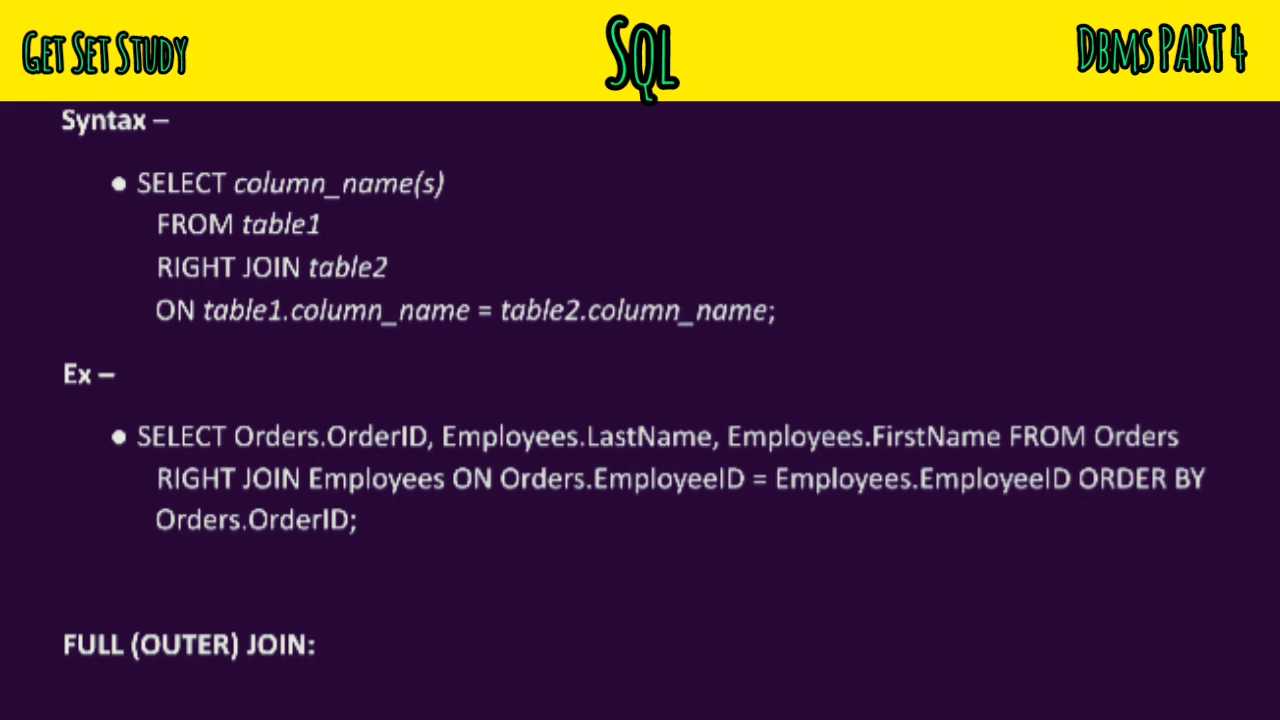 Get Set Study
Sql
Dbms PART 4
Syntax –
● SELECT column_name(s)
FROM table1
RIGHT JOIN table2
ON table1.column_name = table2.column_name;
Ex –
● SELECT Orders.OrderID, Employees.LastName, Employees.FirstName FROM Orders
RIGHT JOIN Employees ON Orders.EmployeeID = Employees.EmployeeID ORDER BY
Orders.OrderID;
FULL (OUTER) JOIN: